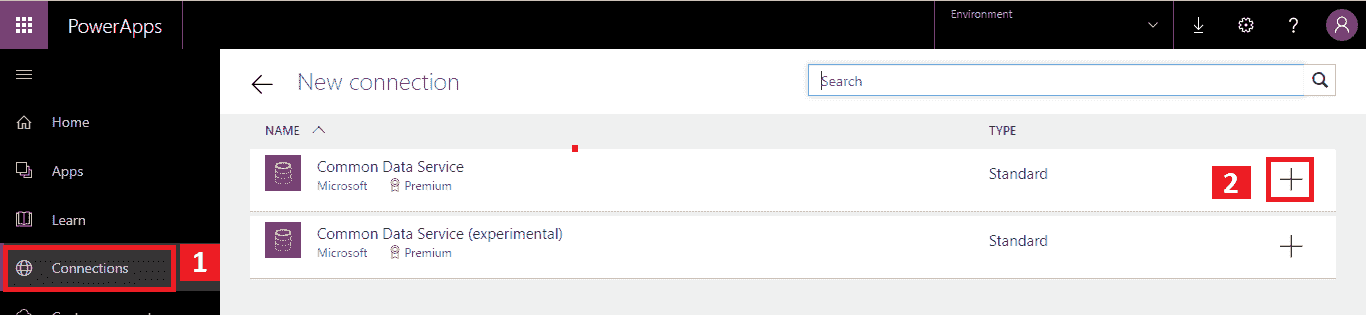 PowerApps
Environment
?
New connection
Search
Home
Apps
Learn
Connections
1
NAME
TYPE
Common Data Service
Microsoft
Premium
Standard
2
Common Data Service (experimental)
Microsoft
Premium
Standard